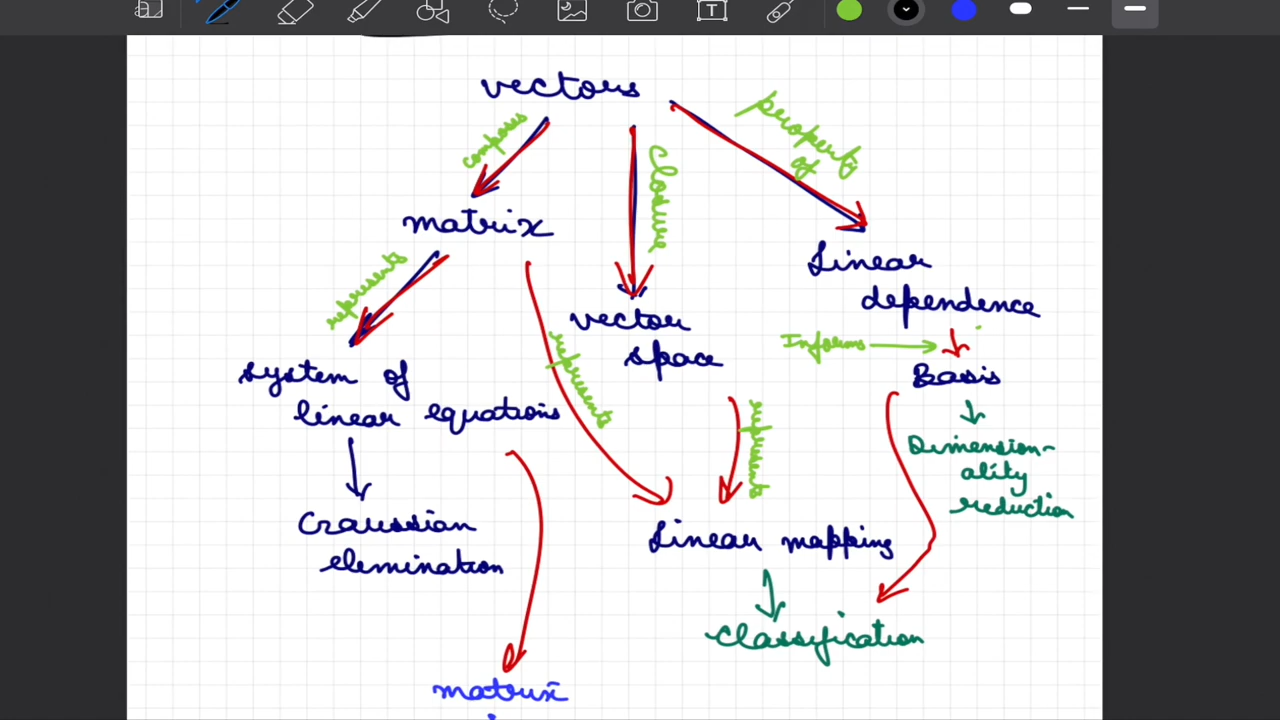 vectors
compose
closure
property
of
matrix
represents
Linear
dependence
vector
space
Informs
Basis
represents
represents
system of
linear equations
Dimension-
ality
reduction
Gaussian
elemination
Linear mapping
classification
matrix